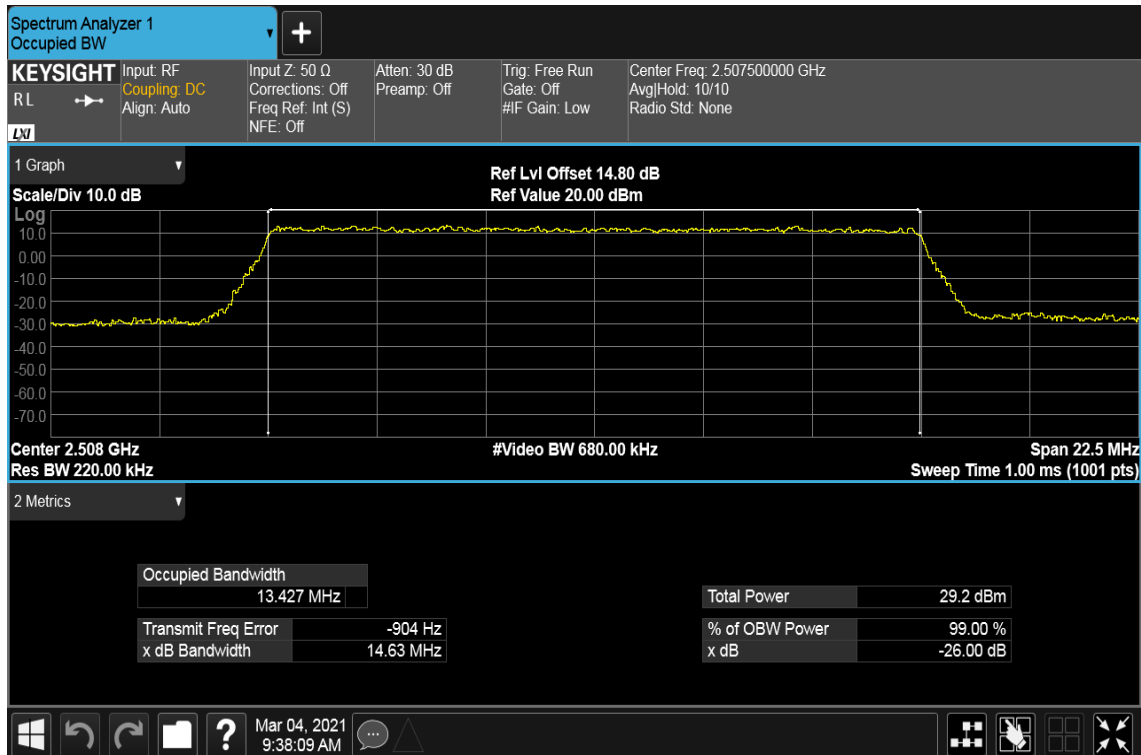 Spectrum Analyzer 1
Occupied BW
+
KEYSIGHT
R L
LXI
Input: RF
Coupling: DC
Align: Auto
Input Z: 50 Ω
Corrections: Off
Freq Ref: Int (S)
NFE: Off
Atten: 30 dB
Preamp: Off
Trig: Free Run
Gate: Off
#IF Gain: Low
Center Freq: 2.507500000 GHz
Avg|Hold: 10/10
Radio Std: None
1 Graph
Scale/Div 10.0 dB
Ref Lvl Offset 14.80 dB
Ref Value 20.00 dBm
Log
10.0
0.00
-10.0
-20.0
-30.0
-40.0
-50.0
-60.0
-70.0
Center 2.508 GHz
#Video BW 680.00 kHz
Span 22.5 MHz
Res BW 220.00 kHz
Sweep Time 1.00 ms (1001 pts)
2 Metrics
Occupied Bandwidth
13.427 MHz
Total Power 29.2 dBm
Transmit Freq Error -904 Hz
% of OBW Power 99.00 %
x dB Bandwidth 14.63 MHz
x dB -26.00 dB
?
Mar 04, 2021
9:38:09 AM